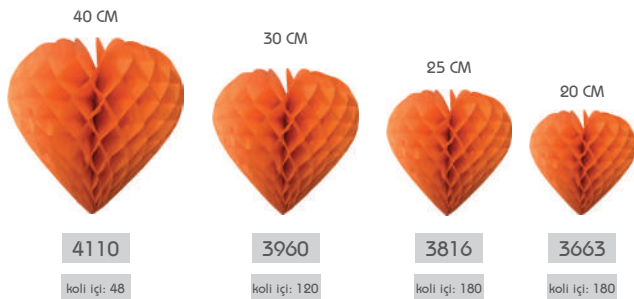 40 CM
30 CM
25 CM
20 CM
4110
3960
3816
3663
koli içi: 48
koli içi: 120
koli içi: 180
koli içi: 180